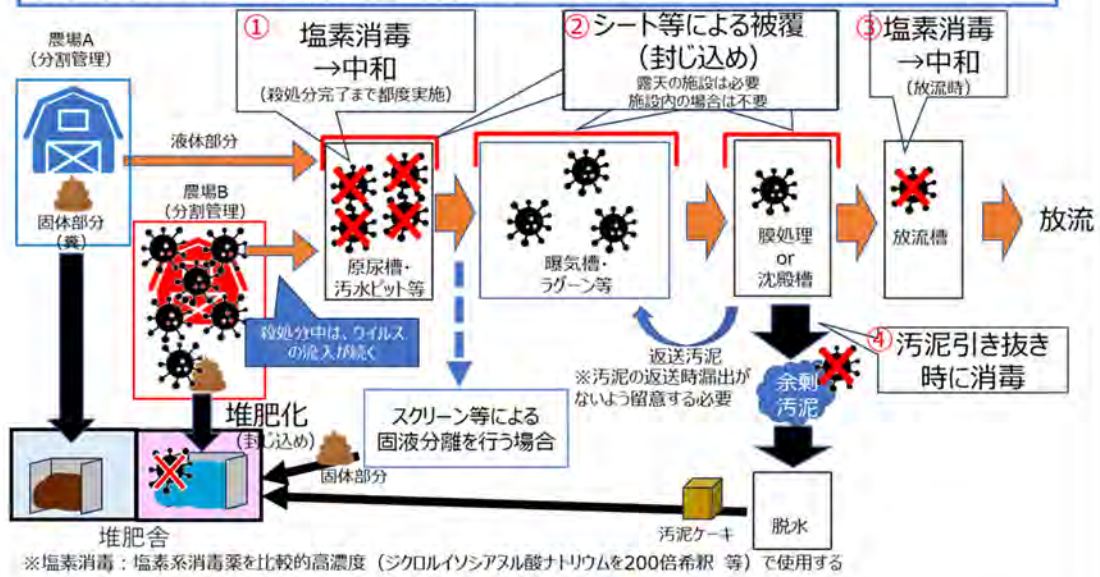 農場A
(分割管理)
固体部分
(糞)
液体部分
農場B
(分割管理)
殺処分中は、ウイルス
の流入が続く
① 塩素消毒
→中和
(殺処分完了まで都度実施)
② シート等による被覆
(封じ込め)
露天の施設は必要
施設内の場合は不要
③ 塩素消毒
→中和
(放流時)
原尿槽・
汚水ピット等
曝気槽・
ラグーン等
膜処理
or
沈殿槽
放流槽
放流
返送汚泥
※汚泥の返送時漏出が
ないよう留意する必要
④ 汚泥引き抜き
時に消毒
余剰
汚泥
堆肥化
(封じ込め)
スクリーン等による
固液分離を行う場合
固体部分
汚泥ケーキ
脱水
堆肥舎
※塩素消毒:塩素系消毒薬を比較的高濃度(ジクロルイソシアヌル酸ナトリウムを200倍希釈 等)で使用する